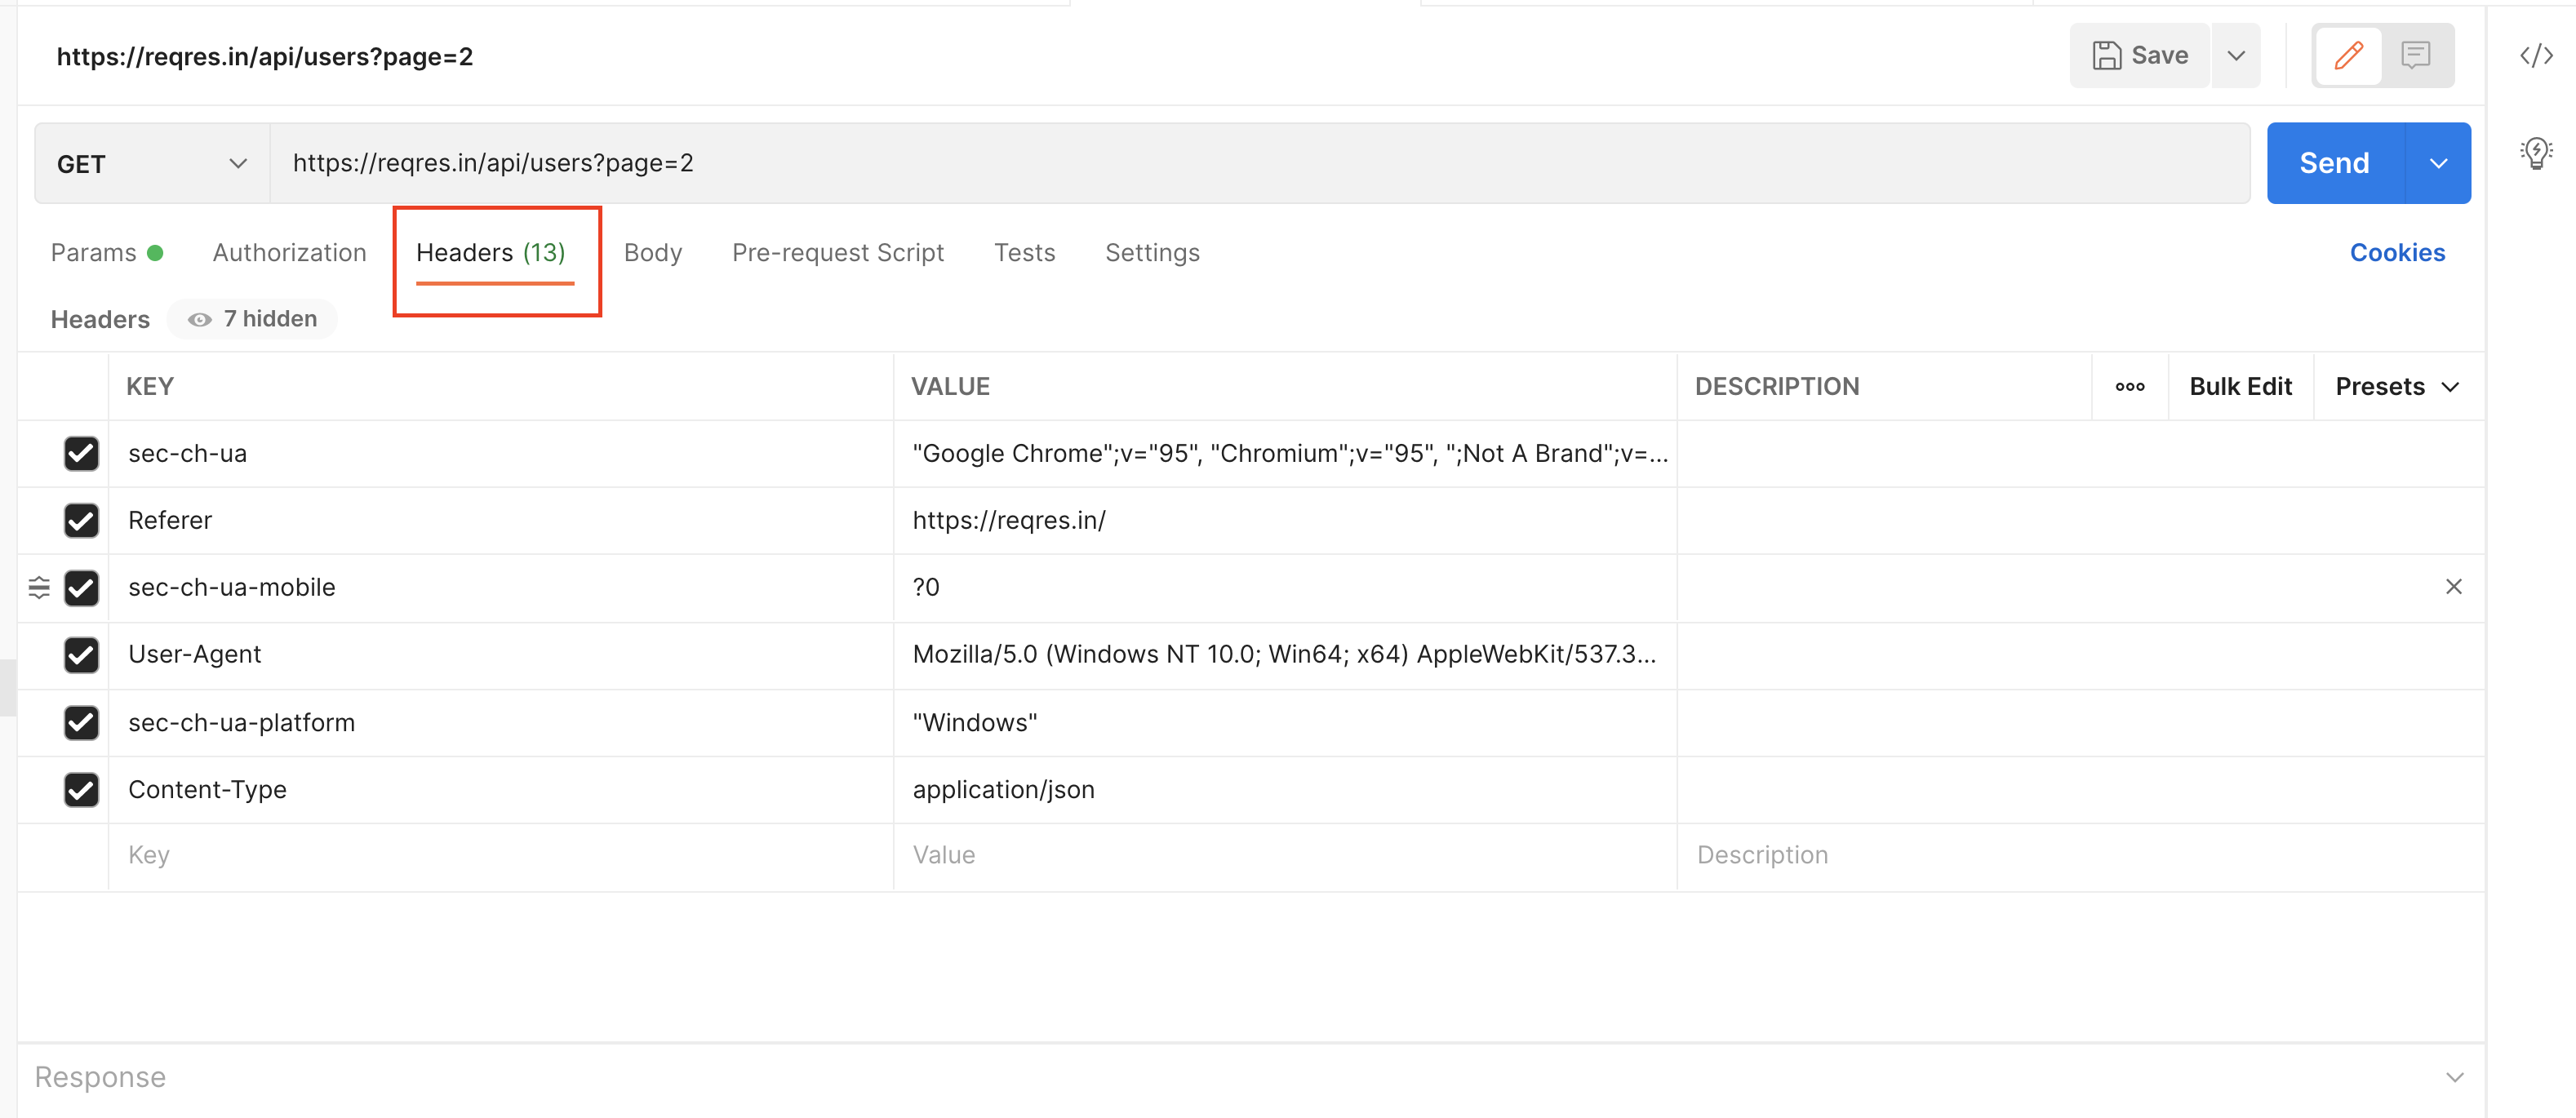 https://reqres.in/api/users?page=2 Save
GET https://reqres.in/api/users?page=2 Send
Params Authorization Headers (13) Body Pre-request Script Tests Settings Cookies
Headers 7 hidden
KEY VALUE DESCRIPTION ooo Bulk Edit Presets
sec-ch-ua "Google Chrome";v="95", "Chromium";v="95", ";Not A Brand";v=...
Referer https://reqres.in/
sec-ch-ua-mobile ?0
User-Agent Mozilla/5.0 (Windows NT 10.0; Win64; x64) AppleWebKit/537.3...
sec-ch-ua-platform "Windows"
Content-Type application/json
Key Value Description
Response